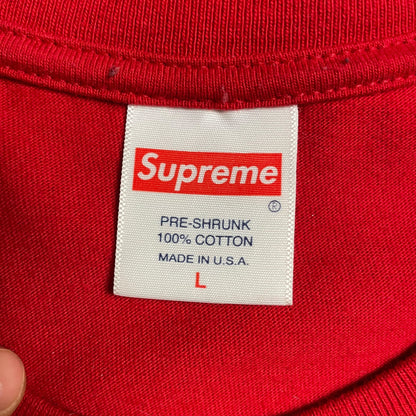 Supreme
®
PRE-SHRUNK
100% COTTON
MADE IN U.S.A.
L